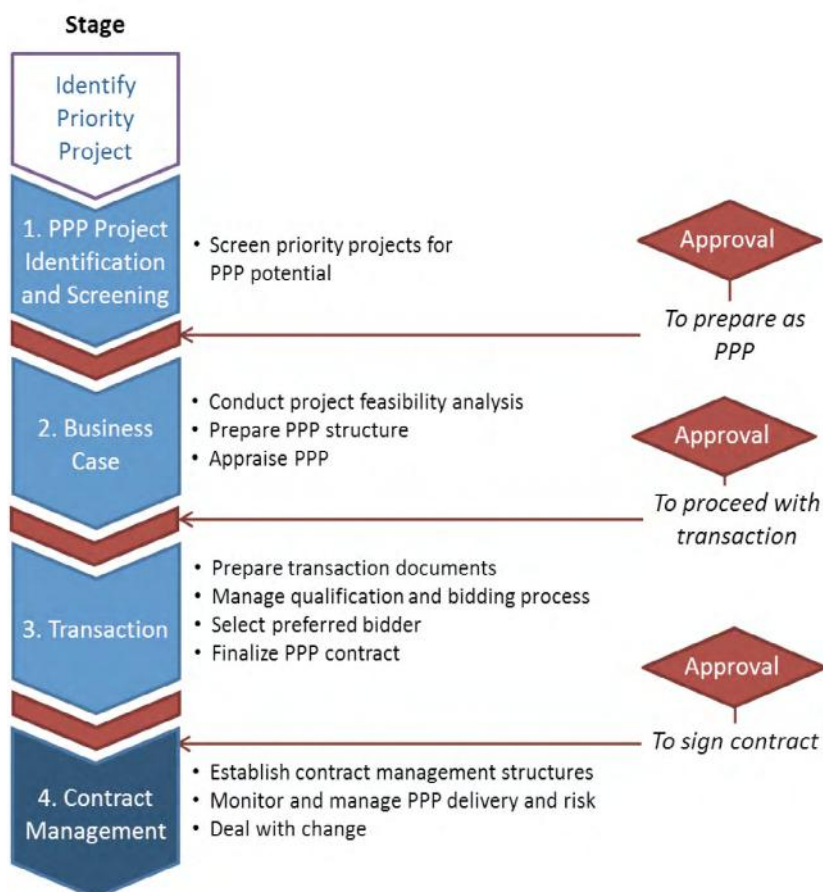 Stage
Identify
Priority
Project
1. PPP Project
Identification
and Screening
• Screen priority projects for
PPP potential
Approval
To prepare as
PPP
2. Business
Case
• Conduct project feasibility analysis
• Prepare PPP structure
• Appraise PPP
Approval
To proceed with
transaction
3. Transaction
• Prepare transaction documents
• Manage qualification and bidding process
• Select preferred bidder
• Finalize PPP contract
Approval
To sign contract
4. Contract
Management
• Establish contract management structures
• Monitor and manage PPP delivery and risk
• Deal with change